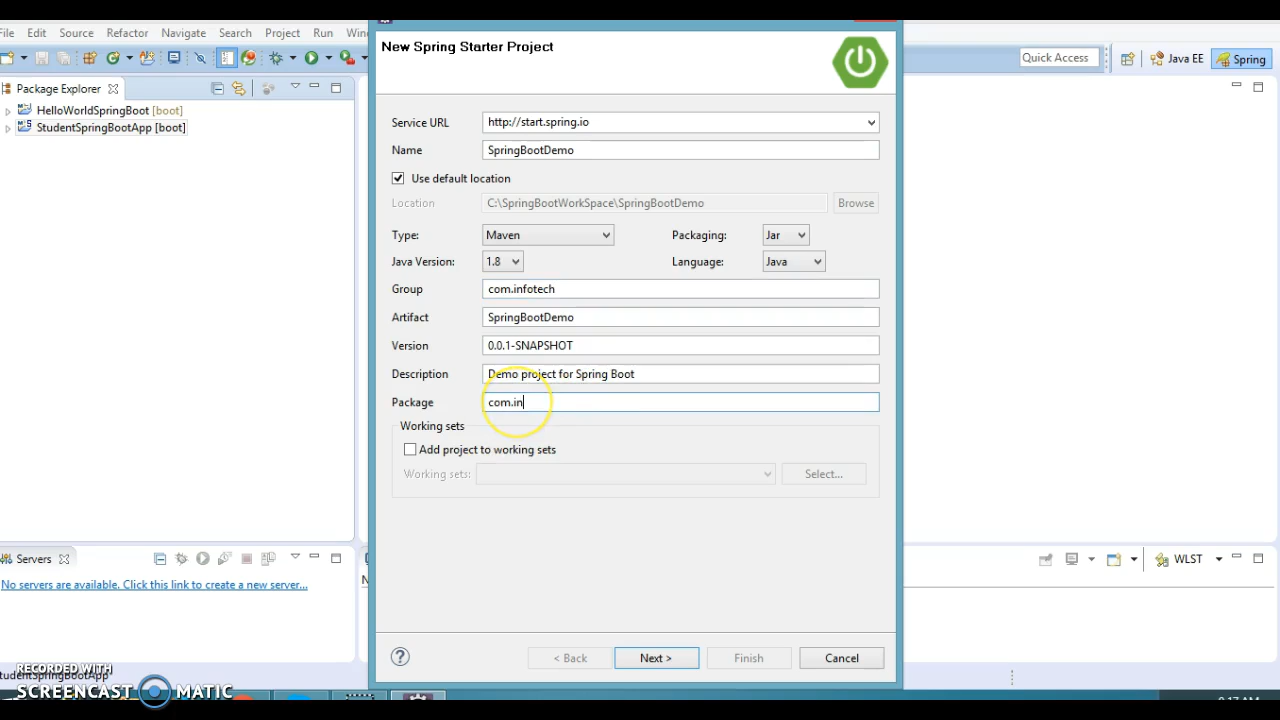 New Spring Starter Project
File Edit Source Refactor Navigate Search Project Run
Quick Access
Java EE
Spring
Package Explorer
HelloWorldSpringBoot [boot]
StudentSpringBootApp [boot]
Service URL http://start.spring.io
Name SpringBootDemo
Use default location
Location C:\SpringBootWorkSpace\SpringBootDemo Browse
Type: Maven Packaging: Jar
Java Version: 1.8 Language: Java
Group com.infotech
Artifact SpringBootDemo
Version 0.0.1-SNAPSHOT
Description Demo project for Spring Boot
Package com.in
Working sets
Add project to working sets
Working sets: Select...
Servers
WLST
No servers are available. Click this link to create a new server...
? < Back Next > Finish Cancel
RECORDED WITH
SCREENCAST MATIC